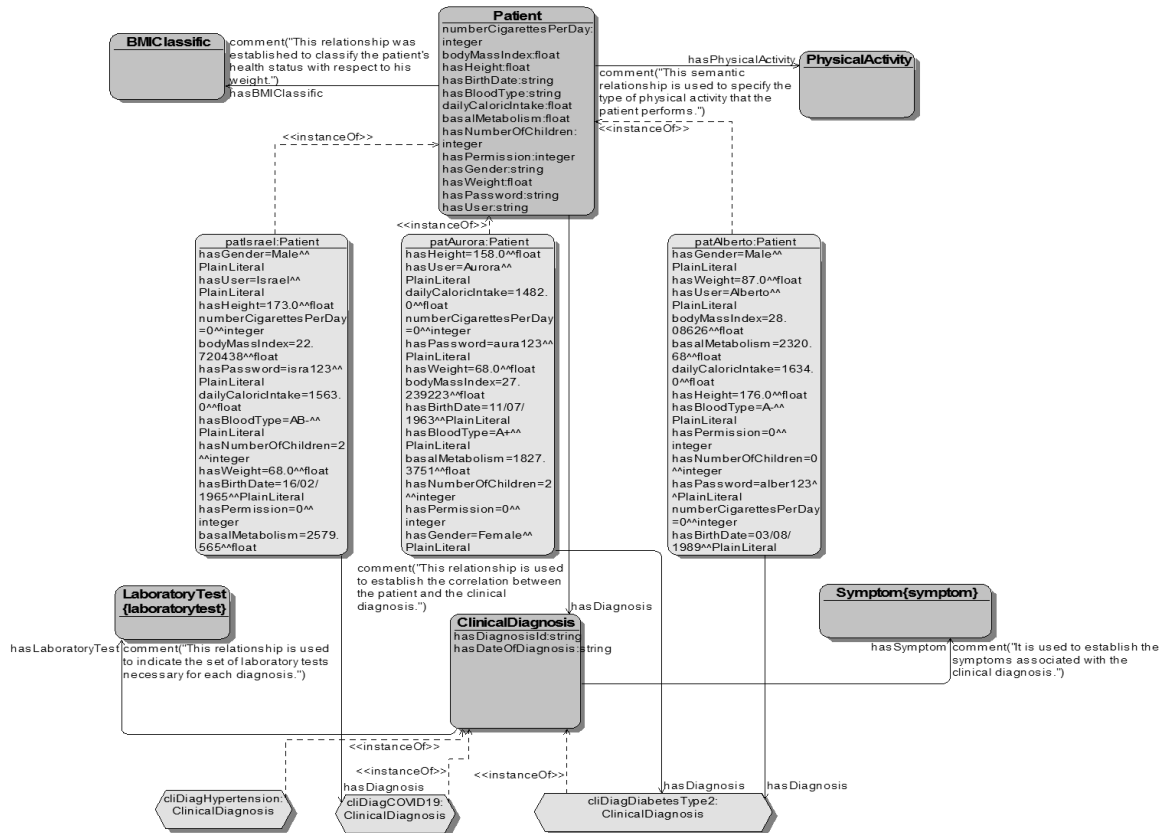 Patient
numberCigarettesPerDay:
integer
bodyMassIndex:float
hasHeight:float
hasBirthDate:string
hasBloodType:string
dailyCaloricIntake:float
basalMetabolism:float
hasNumberOfChildren:
integer
hasPermission:integer
hasGender:string
hasWeight:float
hasPassword:string
hasUser:string
BMIClassific
comment("This relationship was
established to classify the patient's
health status with respect to his
weight.")
hasBMIClassific
hasPhysicalActivity
PhysicalActivity
comment("This semantic
relationship is used to specify the
type of physical activity that the
patient performs.")
<<instanceOf>>
<<instanceOf>>
<<instanceOf>>
patIsrael:Patient
hasGender=Male^^
PlainLiteral
hasUser=Israel^^
PlainLiteral
hasHeight=173.0^^float
numberCigarettesPerDay
=0^^integer
bodyMassIndex=22.
720438^^float
hasPassword=isra123^^
PlainLiteral
dailyCaloricIntake=1563.
0^^float
hasBloodType=AB-^^
PlainLiteral
hasNumberOfChildren=2
^^integer
hasWeight=68.0^^float
hasBirthDate=16/02/
1965^^PlainLiteral
hasPermission=0^^
integer
basalMetabolism=2579.
565^^float
patAurora:Patient
hasHeight=158.0^^float
hasUser=Aurora^^
PlainLiteral
dailyCaloricIntake=1482.
0^^float
numberCigarettesPerDay
=0^^integer
hasPassword=aura123^^
PlainLiteral
hasWeight=68.0^^float
bodyMassIndex=27.
239223^^float
hasBirthDate=11/07/
1963^^PlainLiteral
hasBloodType=A+^^
PlainLiteral
basalMetabolism=1827.
3751^^float
hasNumberOfChildren=2
^^integer
hasPermission=0^^
integer
hasGender=Female^^
PlainLiteral
patAlberto:Patient
hasGender=Male^^
PlainLiteral
hasWeight=87.0^^float
hasUser=Alberto^^
PlainLiteral
bodyMassIndex=28.
08626^^float
basalMetabolism=2320.
68^^float
dailyCaloricIntake=1634.
0^^float
hasHeight=176.0^^float
hasBloodType=A-^^
PlainLiteral
hasPermission=0^^
integer
hasNumberOfChildren=0
^^integer
hasPassword=alber123^
^PlainLiteral
numberCigarettesPerDay
=0^^integer
hasBirthDate=03/08/
1989^^PlainLiteral
comment("This relationship is used
to establish the correlation between
the patient and the clinical
diagnosis.")
hasDiagnosis
LaboratoryTest
{laboratorytest}
hasLaboratoryTest
comment("This relationship is used
to indicate the set of laboratory tests
necessary for each diagnosis.")
ClinicalDiagnosis
hasDiagnosisId:string
hasDateOfDiagnosis:string
Symptom{symptom}
hasSymptom
comment("It is used to establish the
symptoms associated with the
clinical diagnosis.")
<<instanceOf>>
<<instanceOf>>
<<instanceOf>>
hasDiagnosis
hasDiagnosis
hasDiagnosis
cliDiagHypertension:
ClinicalDiagnosis
cliDiagCOVID19:
ClinicalDiagnosis
cliDiagDiabetesType2:
ClinicalDiagnosis